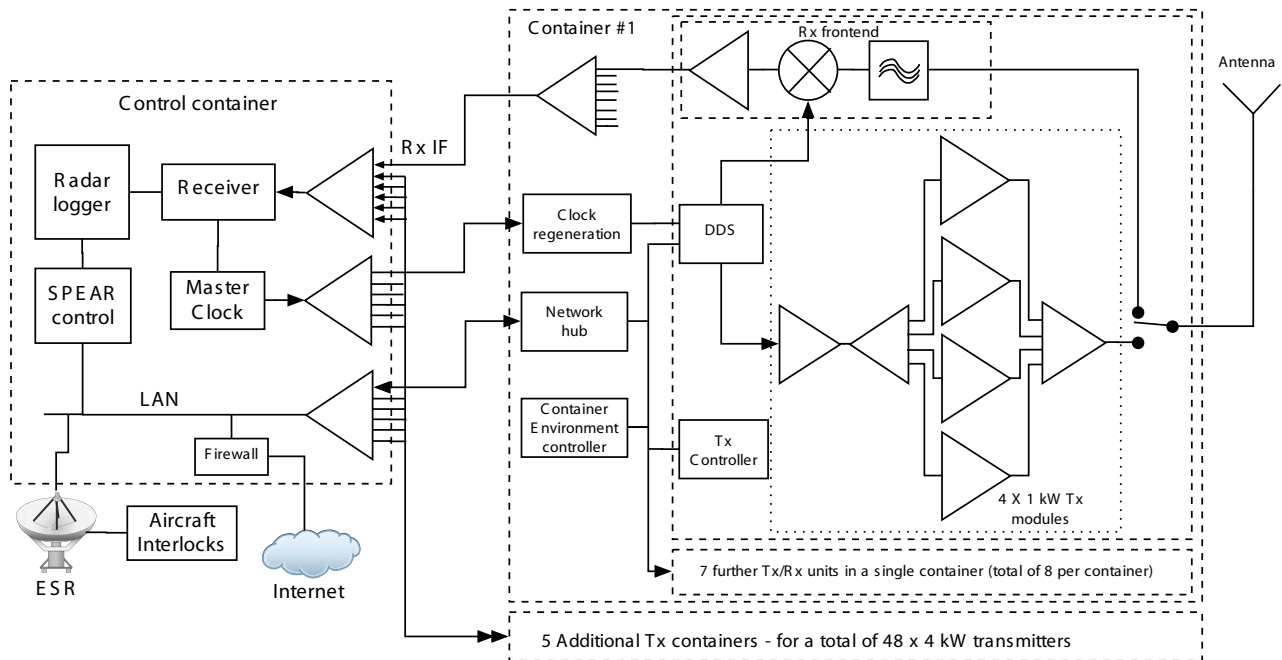 Container #1
Rx frontend
Antenna
Control container
Rx IF
Radar
logger
Receiver
Clock
regeneration
DDS
SPEAR
control
Master
Clock
Network
hub
LAN
Container
Environment
controller
Tx
Controller
Firewall
4 X 1 kW Tx
modules
Aircraft
Interlocks
ESR
Internet
7 further Tx/Rx units in a single container (total of 8 per container)
5 Additional Tx containers - for a total of 48 x 4 kW transmitters